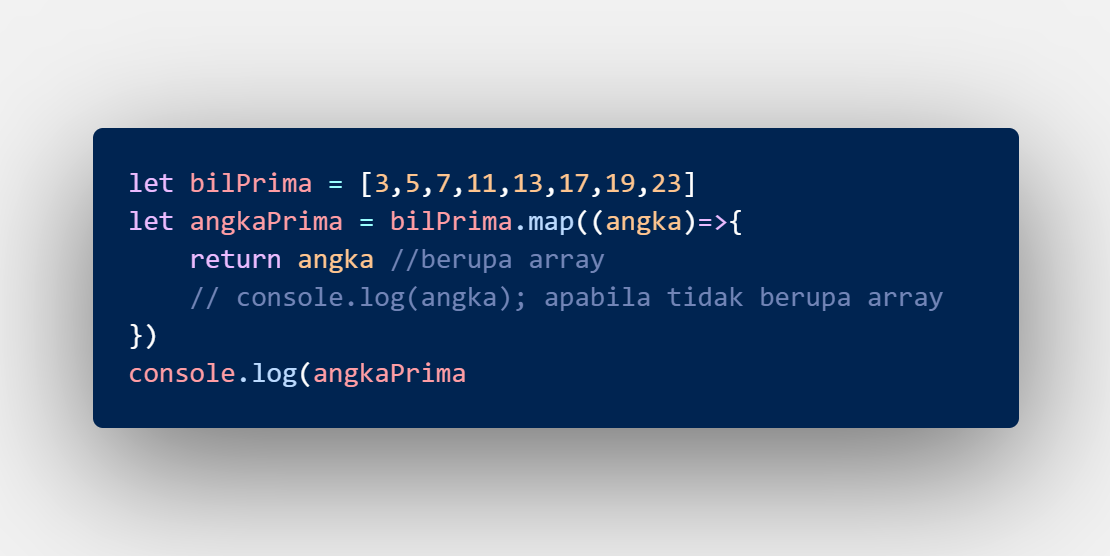 let bilPrima = [3,5,7,11,13,17,19,23]
let angkaPrima = bilPrima.map((angka)=>{
    return angka //berupa array
    // console.log(angka); apabila tidak berupa array
})
console.log(angkaPrima